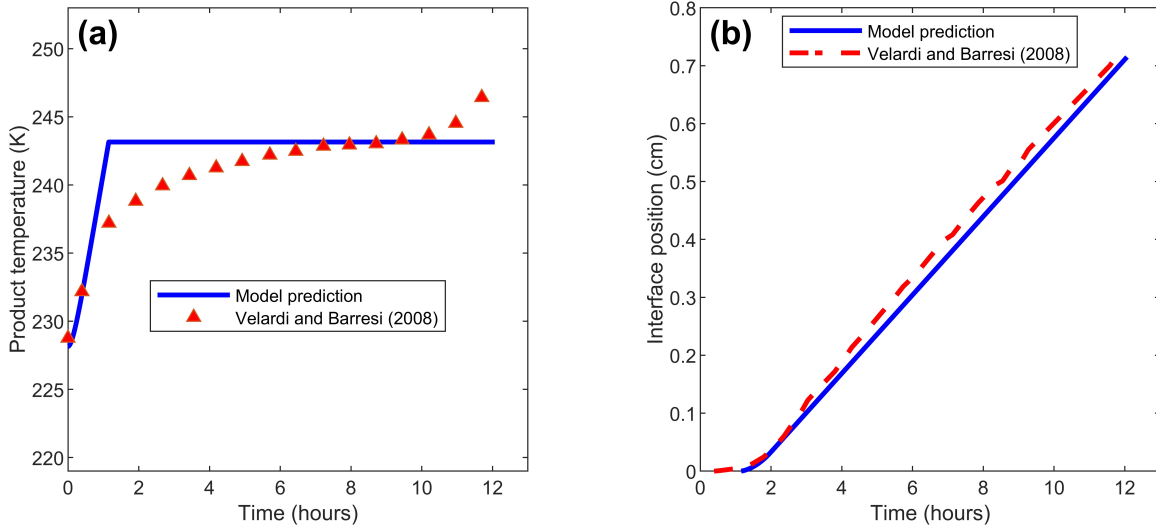 (a)
250
245
240
235
230
225
220
Product temperature (K)
Model prediction
Velardi and Barresi (2008)
0 2 4 6 8 10 12
Time (hours)
(b)
0.8
0.7
0.6
0.5
0.4
0.3
0.2
0.1
0
Interface position (cm)
Model prediction
Velardi and Barresi (2008)
0 2 4 6 8 10 12
Time (hours)